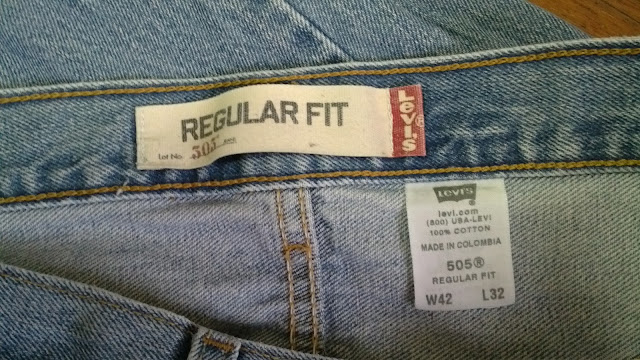 REGULAR FIT
Levi's
Lot No. 505
Levi's
levi.com
(800) USA-LEVI
100% COTTON
MADE IN COLOMBIA
505®
REGULAR FIT
W42 L32